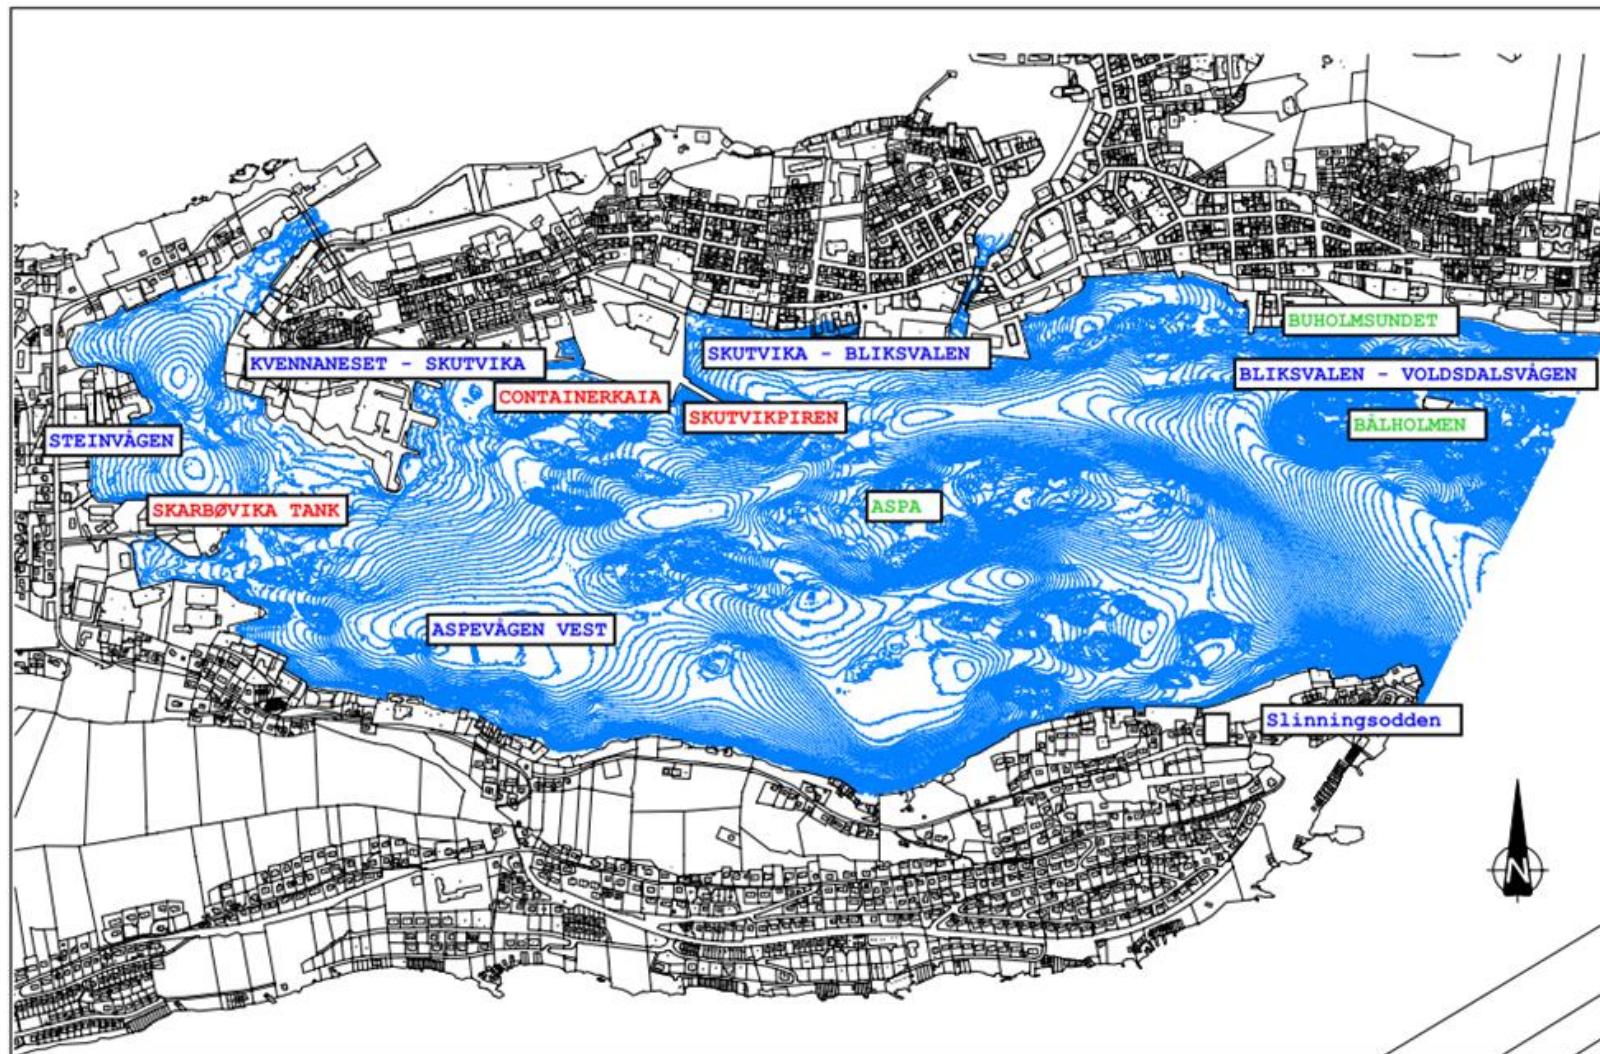 BUHOLMSUNDET
KVENNANESET - SKUTVIKA
SKUTVIKA - BLIKSVALEN
BLIKSVALEN - VOLDSDALSVÅGEN
CONTAINERKAIA
SKUTVIKPIREN
BÅLHOLMEN
STEINVÅGEN
SKARBØVIKA TANK
ASPA
ASPEVÅGEN VEST
Slinningsodden
N